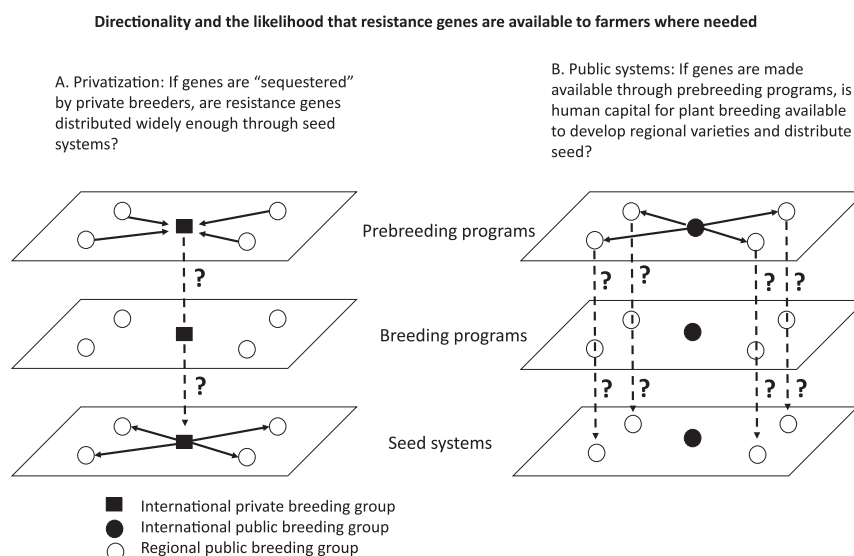 Directionality and the likelihood that resistance genes are available to farmers where needed
A. Privatization: If genes are “sequestered”
by private breeders, are resistance genes
distributed widely enough through seed
systems?
B. Public systems: If genes are made
available through prebreeding programs, is
human capital for plant breeding available
to develop regional varieties and distribute
seed?
Prebreeding programs
?
? ? ? ?
Breeding programs
?
? ? ? ?
Seed systems
International private breeding group
International public breeding group
Regional public breeding group